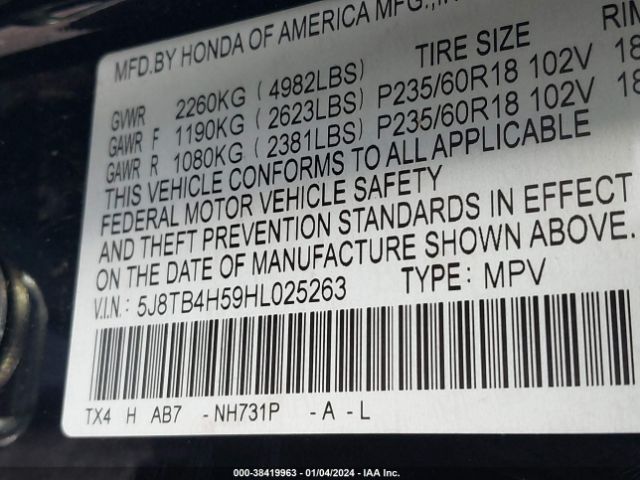 MFD.BY HONDA OF AMERICA MFG.,
TIRE SIZE RIM
GVWR 2260KG (4982LBS)
GAWR F 1190KG (2623LBS) P235/60R18 102V 18
GAWR R 1080KG (2381LBS) P235/60R18 102V 18
THIS VEHICLE CONFORMS TO ALL APPLICABLE
FEDERAL MOTOR VEHICLE SAFETY
AND THEFT PREVENTION STANDARDS IN EFFECT
ON THE DATE OF MANUFACTURE SHOWN ABOVE.
V.I.N: 5J8TB4H59HL025263 TYPE: MPV
TX4 H AB7 -NH731P -A-L
000-38419963 - 01/04/2024 - IAA Inc.